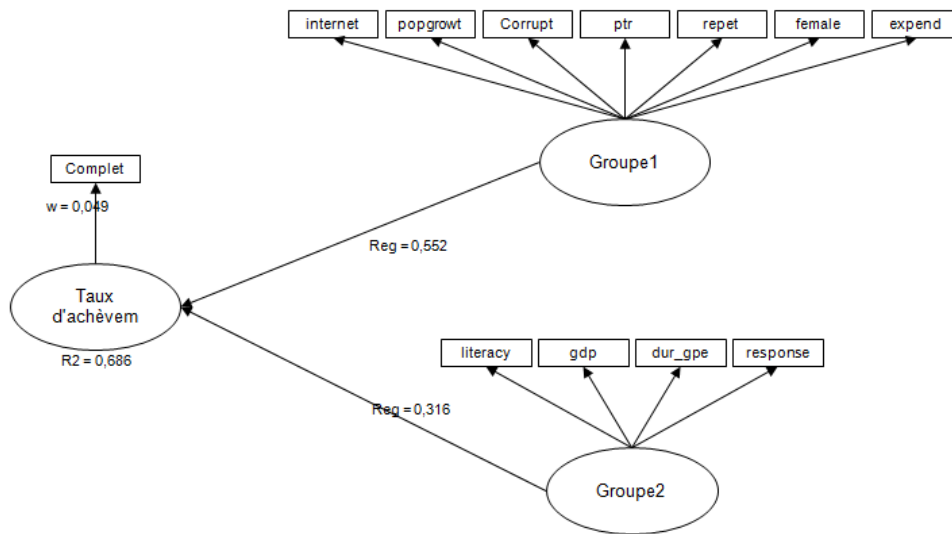 internet popgrowt Corrupt ptr repet female expend
Groupe1
Complet
w = 0,049
Reg = 0,552
Taux
d'achèvem
R2 = 0,686
literacy gdp dur_gpe response
Reg = 0,316
Groupe2